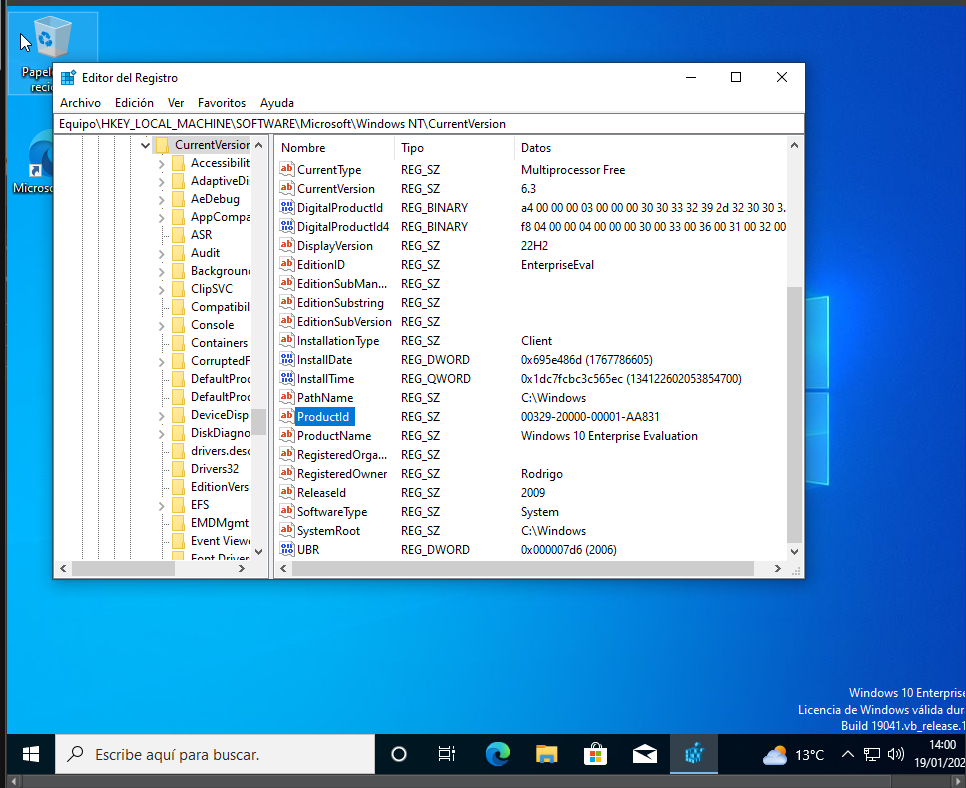 Papel
reci
Micros
Editor del Registro
Archivo Edición Ver Favoritos Ayuda
Equipo\HKEY_LOCAL_MACHINE\SOFTWARE\Microsoft\Windows NT\CurrentVersion
CurrentVersion
Accessibilit
AdaptiveDi
AeDebug
AppCompa
ASR
Audit
Background
ClipSVC
Compatibil
Console
Containers
CorruptedF
DefaultProd
DefaultProd
DeviceDisp
DiskDiagno
drivers.desc
Drivers32
EditionVers
EFS
EMDMgmt
Event Viewe
Font Driver
Nombre Tipo Datos
CurrentType REG_SZ Multiprocessor Free
CurrentVersion REG_SZ 6.3
DigitalProductId REG_BINARY a4 00 00 00 03 00 00 00 30 30 33 32 39 2d 32 30 30 3.
DigitalProductId4 REG_BINARY f8 04 00 00 04 00 00 00 30 00 33 00 36 00 31 00 32 00
DisplayVersion REG_SZ 22H2
EditionID REG_SZ EnterpriseEval
EditionSubMan... REG_SZ
EditionSubstring REG_SZ
EditionSubVersion REG_SZ
InstallationType REG_SZ Client
InstallDate REG_DWORD 0x695e486d (1767786605)
InstallTime REG_QWORD 0x1dc7fcbc3c565ec (134122602053854700)
PathName REG_SZ C:\Windows
ProductId REG_SZ 00329-20000-00001-AA831
ProductName REG_SZ Windows 10 Enterprise Evaluation
RegisteredOrga... REG_SZ
RegisteredOwner REG_SZ Rodrigo
ReleaseId REG_SZ 2009
SoftwareType REG_SZ System
SystemRoot REG_SZ C:\Windows
UBR REG_DWORD 0x000007d6 (2006)
Windows 10 Enterprise
Licencia de Windows válida dur
Build 19041.vb_release.1
Escribe aquí para buscar.
13°C
14:00
19/01/202